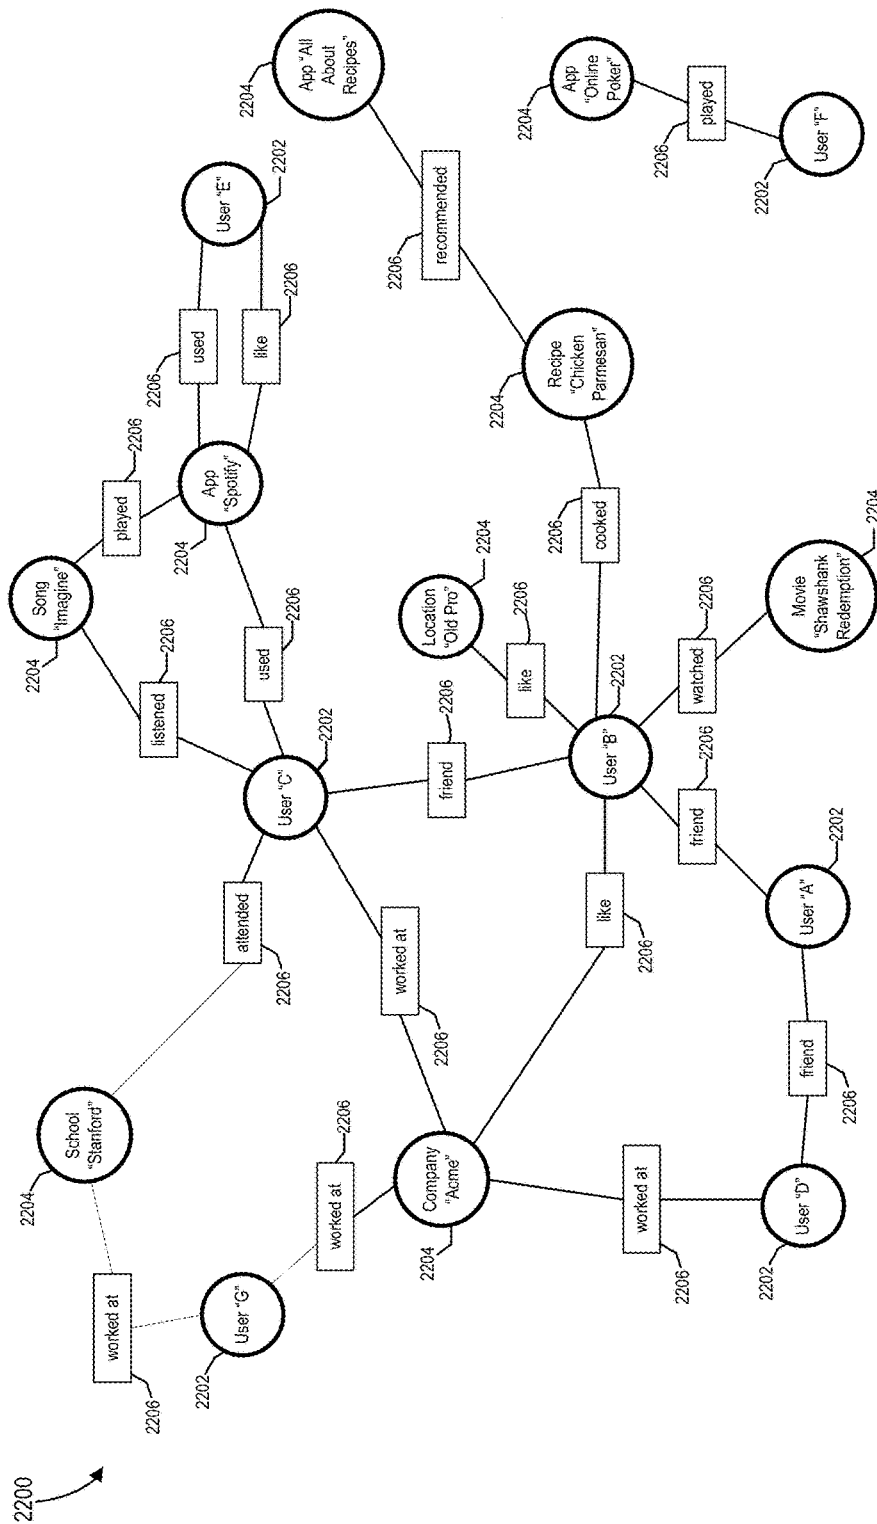 2200
2204
2204
Song
"Imagine"
School
"Stanford"
worked at
played
2206
2206
listened
2206
2206
2204
used
2202
App
"Spotify"
User "E"
User "G"
attended
2204
used
like
2202
2206
User "C"
2206
2206
App "All
About
Recipes"
2202
worked at
2206
2206
worked at
2204
Company
"Acme"
Location
"Old Pro"
recommended
2206
friend
2206
2204
2204
2206
like
2204
2206
Recipe
"Chicken
Parmesan"
App
"Online
Poker"
like
cooked
User "B"
2202
2206
worked at
2206
2206
friend
watched
2206
2206
played
2202
2202
User "D"
friend
User "A"
Movie
"Shawshank
Redemption"
User "F"
2202
2206
2204